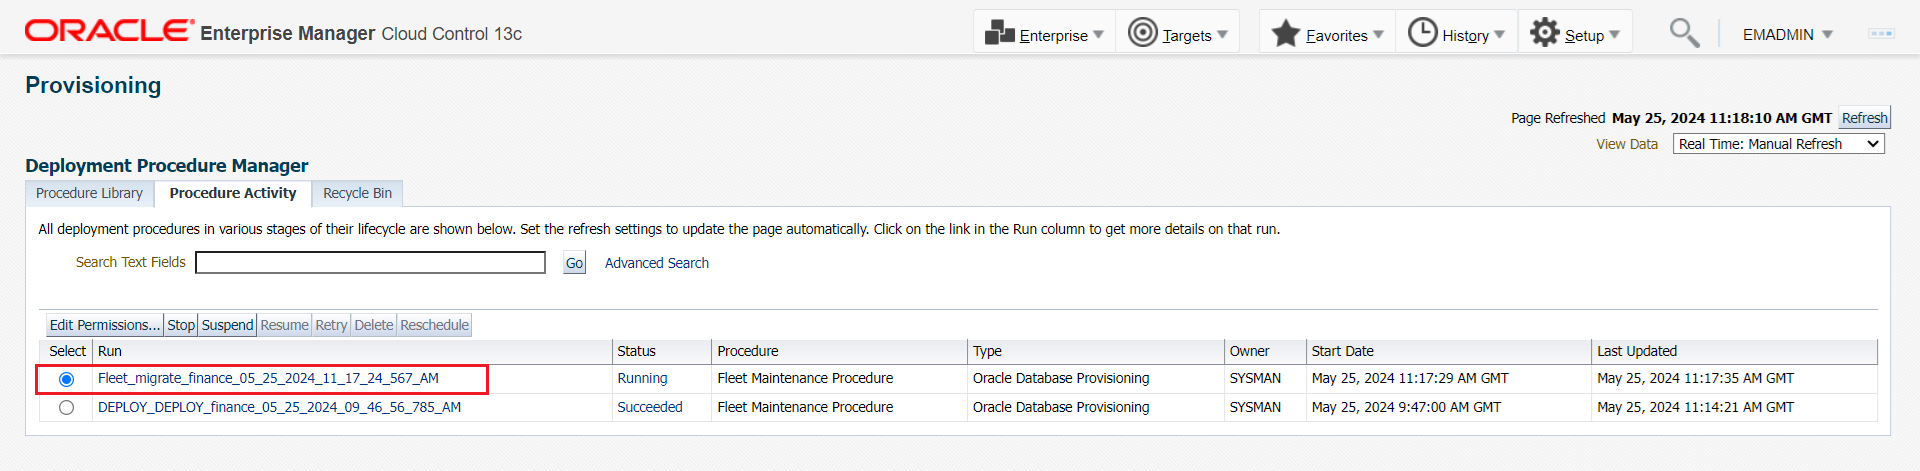 ORACLE Enterprise Manager Cloud Control 13c Enterprise Targets Favorites History Setup EMADMIN
Provisioning
Page Refreshed May 25, 2024 11:18:10 AM GMT Refresh
View Data Real Time: Manual Refresh
Deployment Procedure Manager
Procedure Library Procedure Activity Recycle Bin
All deployment procedures in various stages of their lifecycle are shown below. Set the refresh settings to update the page automatically. Click on the link in the Run column to get more details on that run.
Search Text Fields Go Advanced Search
Edit Permissions... Stop Suspend Resume Retry Delete Reschedule
Select Run Status Procedure Type Owner Start Date Last Updated
Fleet_migrate_finance_05_25_2024_11_17_24_567_AM Running Fleet Maintenance Procedure Oracle Database Provisioning SYSMAN May 25, 2024 11:17:29 AM GMT May 25, 2024 11:17:35 AM GMT
DEPLOY_DEPLOY_finance_05_25_2024_09_46_56_785_AM Succeeded Fleet Maintenance Procedure Oracle Database Provisioning SYSMAN May 25, 2024 9:47:00 AM GMT May 25, 2024 11:14:21 AM GMT